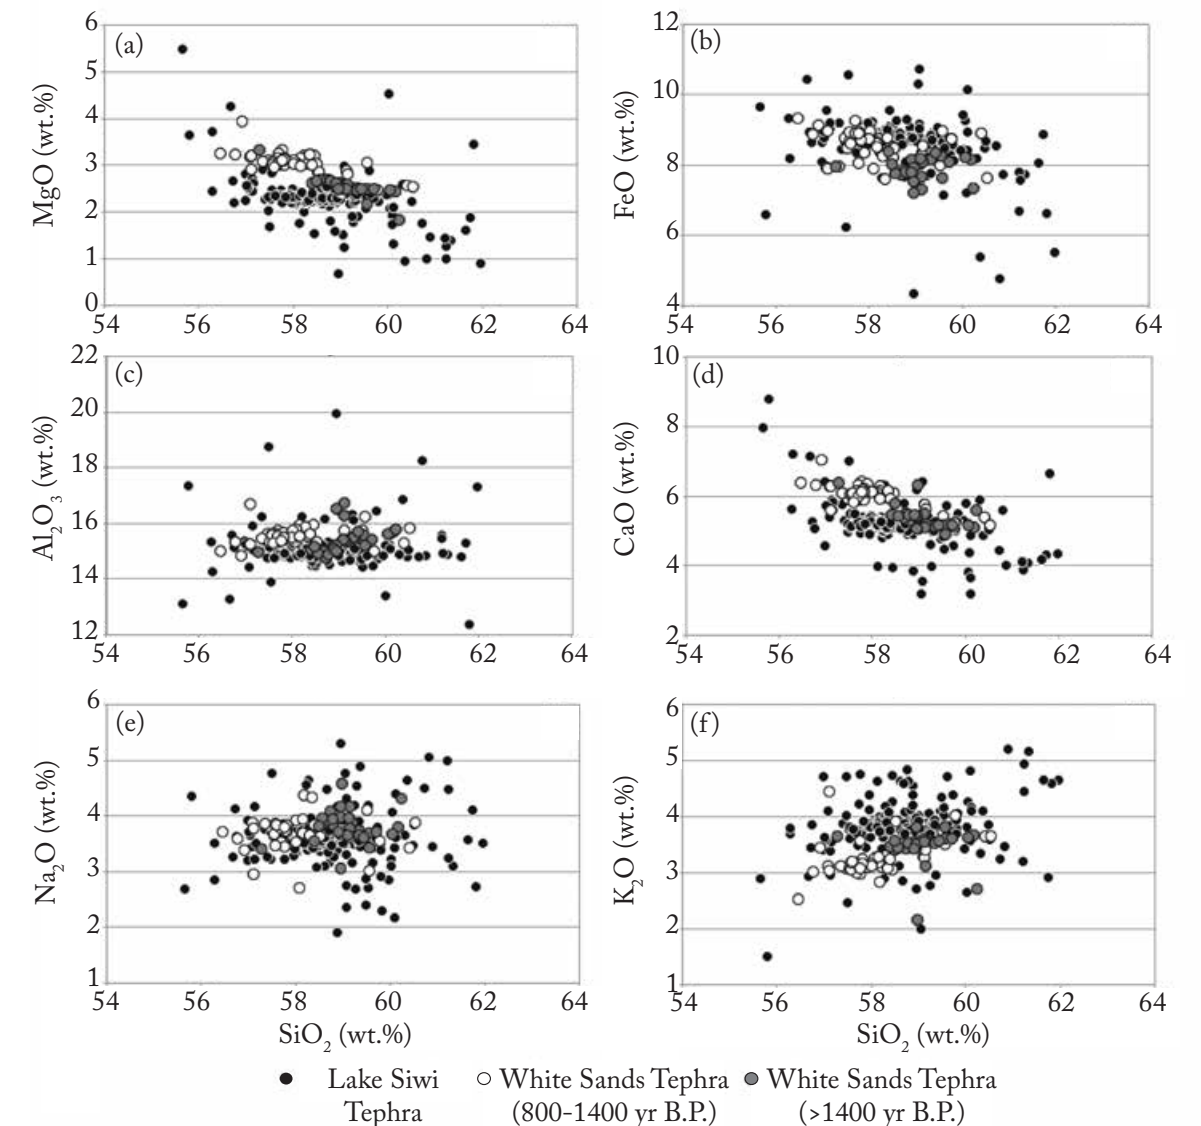 6
(a)
5
4
3
2
1
0
MgO (wt.%)
54 56 58 60 62 64
12
(b)
10
8
6
4
FeO (wt.%)
54 56 58 60 62 64
22
(c)
20
18
16
14
12
Al2O3 (wt.%)
54 56 58 60 62 64
10
(d)
8
6
4
2
CaO (wt.%)
54 56 58 60 62 64
6
(e)
5
4
3
2
1
Na2O (wt.%)
54 56 58 60 62 64
SiO2 (wt.%)
6
(f)
5
4
3
2
1
K2O (wt.%)
54 56 58 60 62 64
SiO2 (wt.%)
Lake Siwi
Tephra
White Sands Tephra
(800-1400 yr B.P.)
White Sands Tephra
(>1400 yr B.P.)